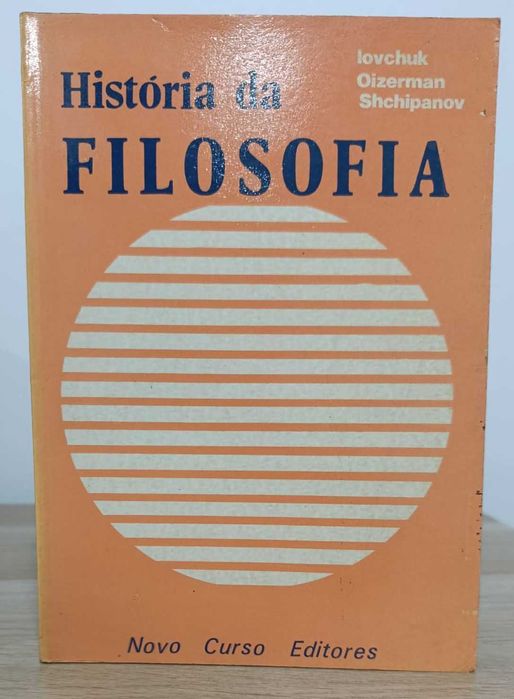 Iovchuk
Oizerman
Shchipanov
História da
FILOSOFIA
Novo Curso Editores